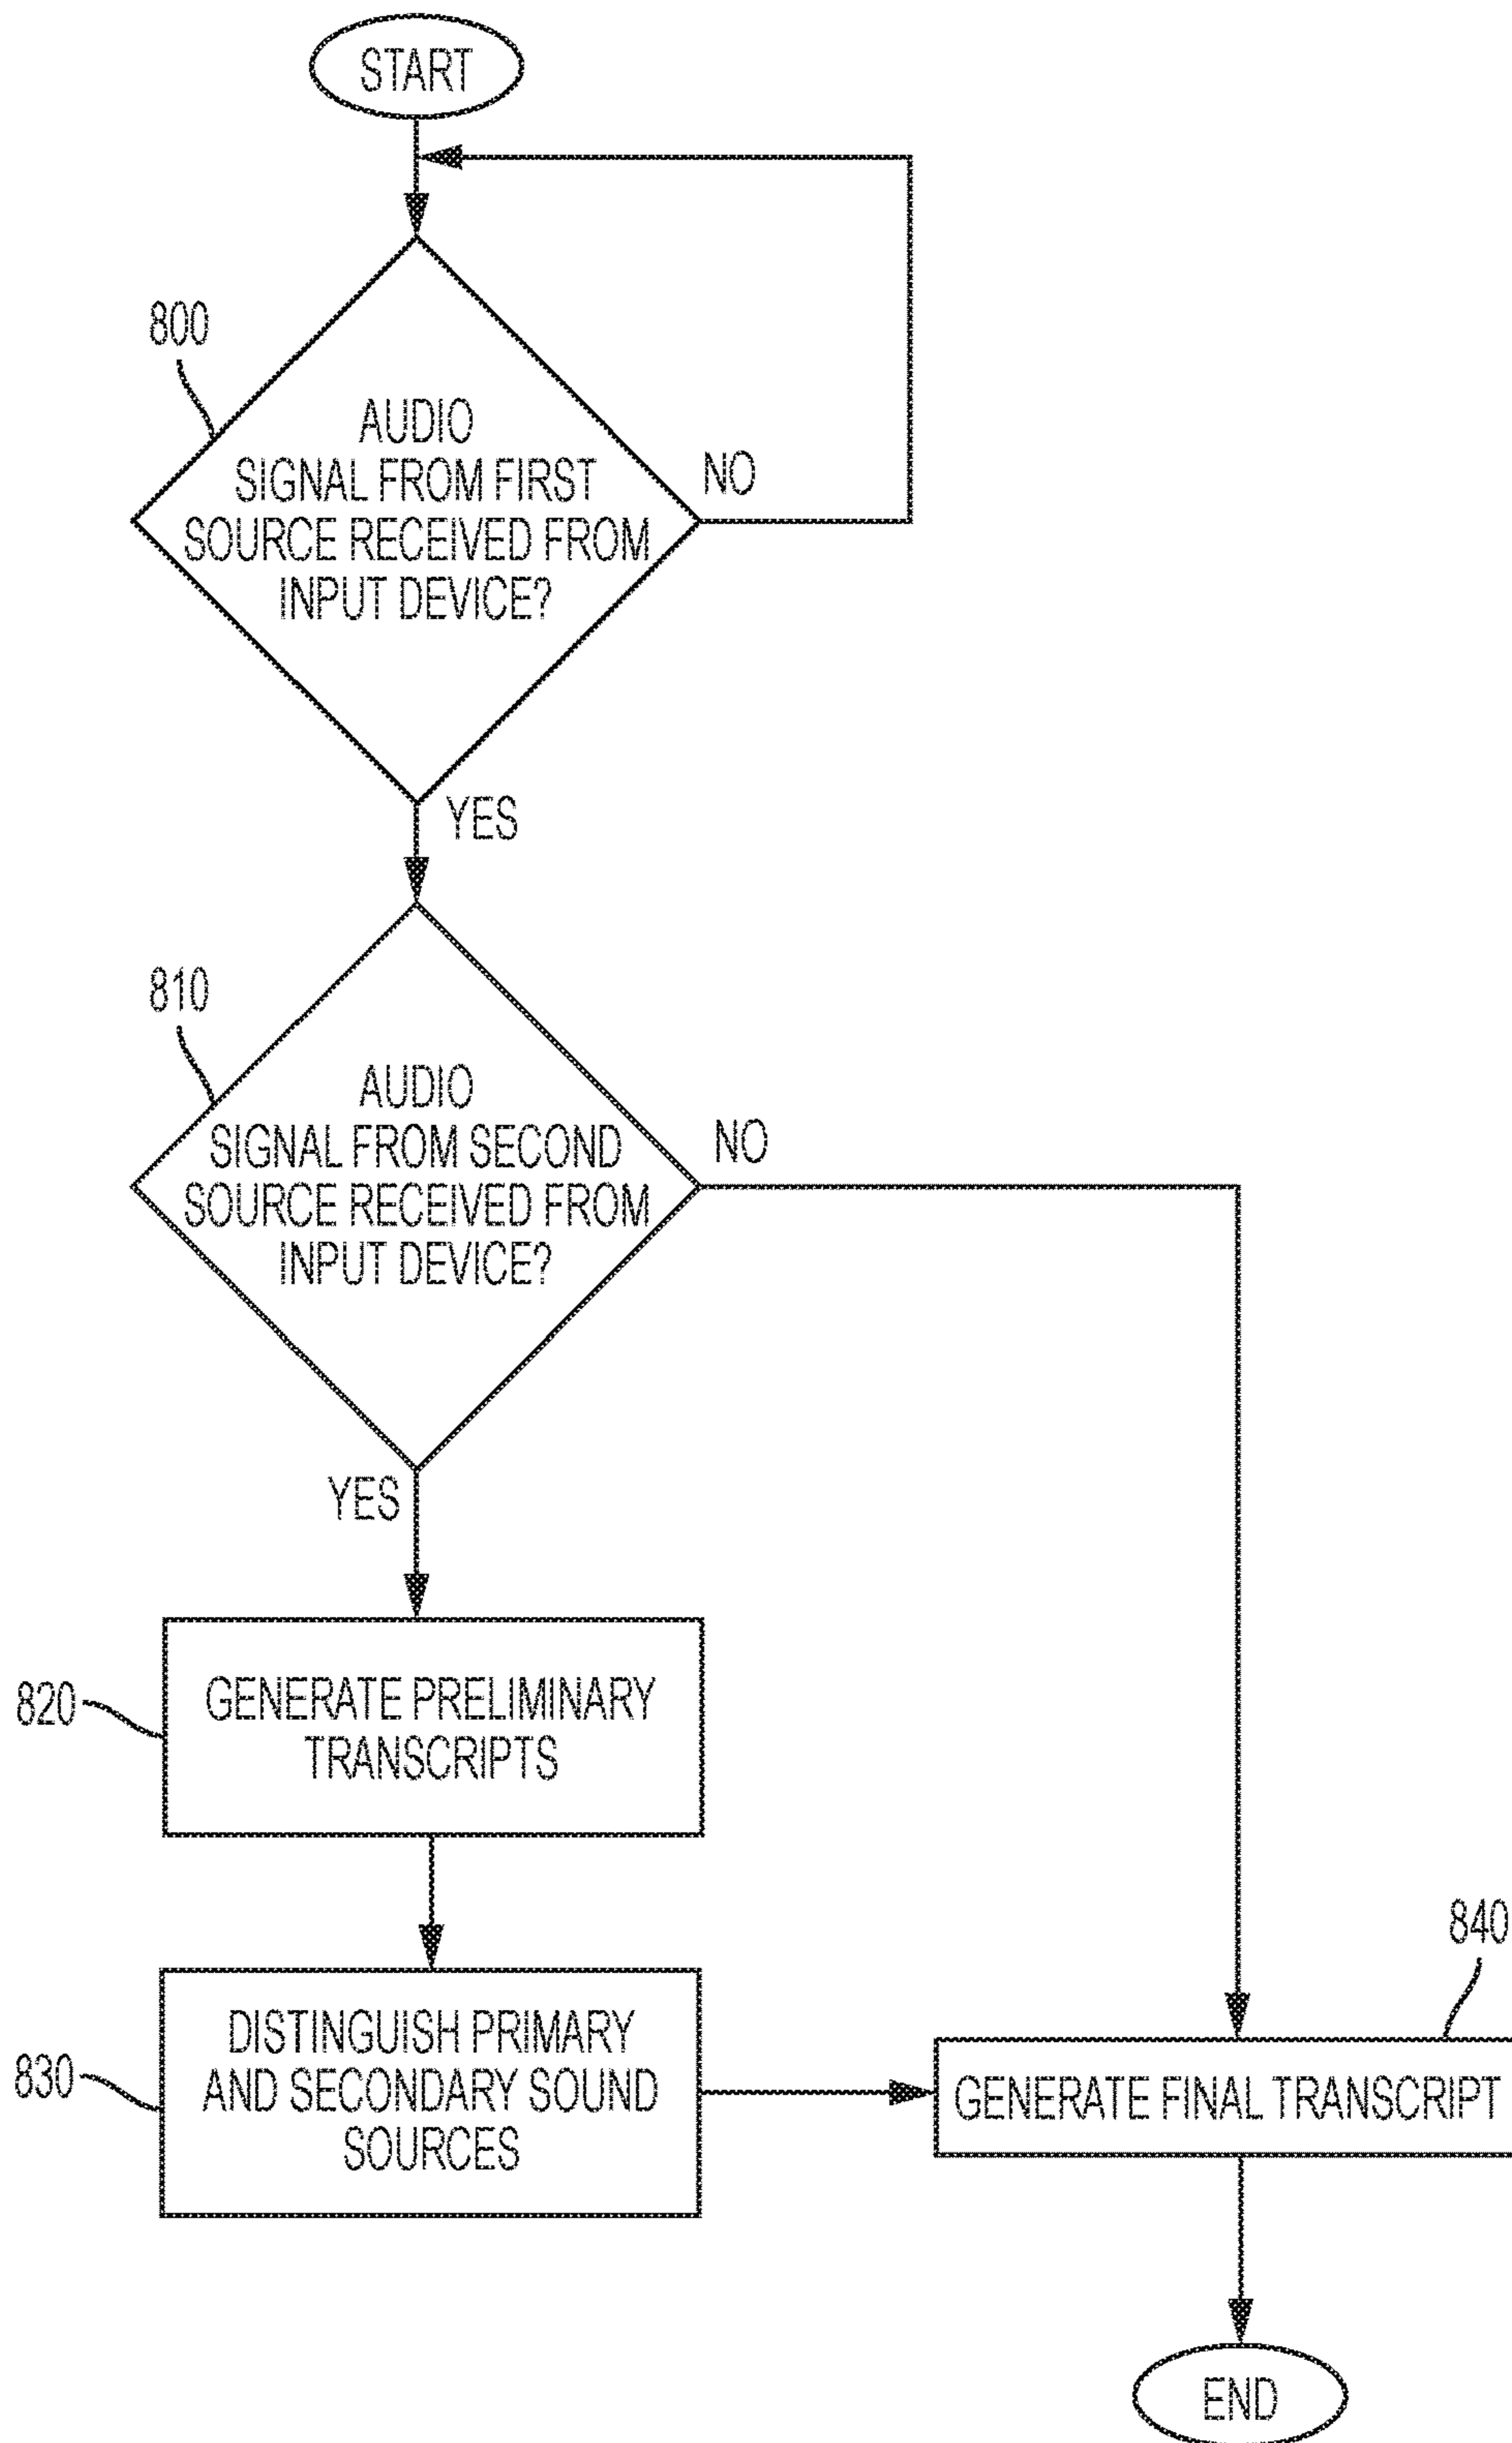 START
800
AUDIO
SIGNAL FROM FIRST
SOURCE RECEIVED FROM
INPUT DEVICE?
NO
YES
810
AUDIO
SIGNAL FROM SECOND
SOURCE RECEIVED FROM
INPUT DEVICE?
NO
YES
820
GENERATE PRELIMINARY
TRANSCRIPTS
830
DISTINGUISH PRIMARY
AND SECONDARY SOUND
SOURCES
840
GENERATE FINAL TRANSCRIPT
END